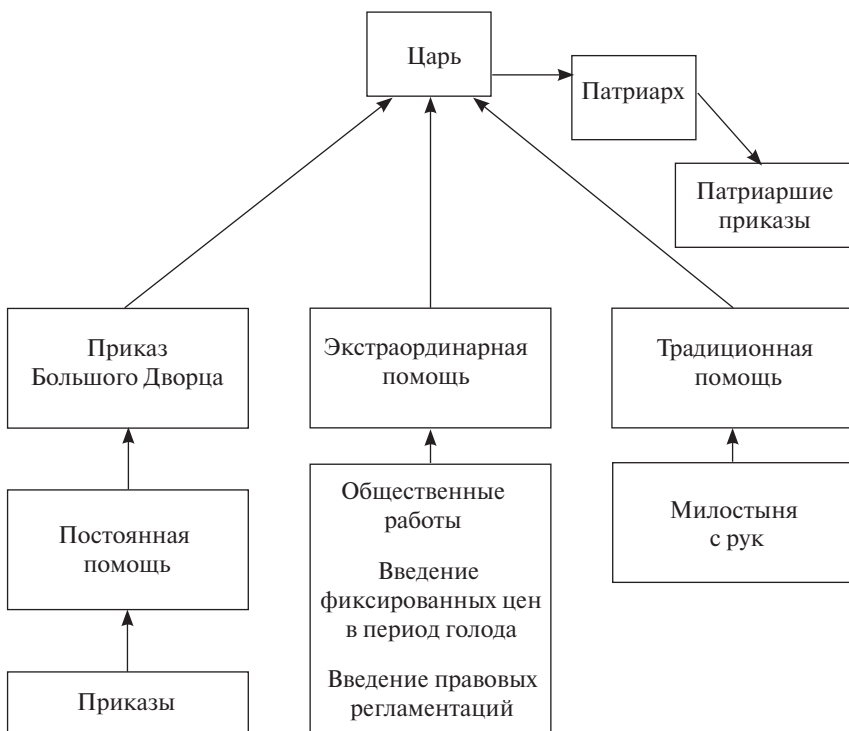 Царь
Патриарх
Патриаршие
приказы
Приказ
Большого Дворца
Экстраординарная
помощь
Традиционная
помощь
Постоянная
помощь
Общественные
работы
Введение
фиксированных цен
в период голода
Введение правовых
регламентаций
Милостыня
с рук
Приказы